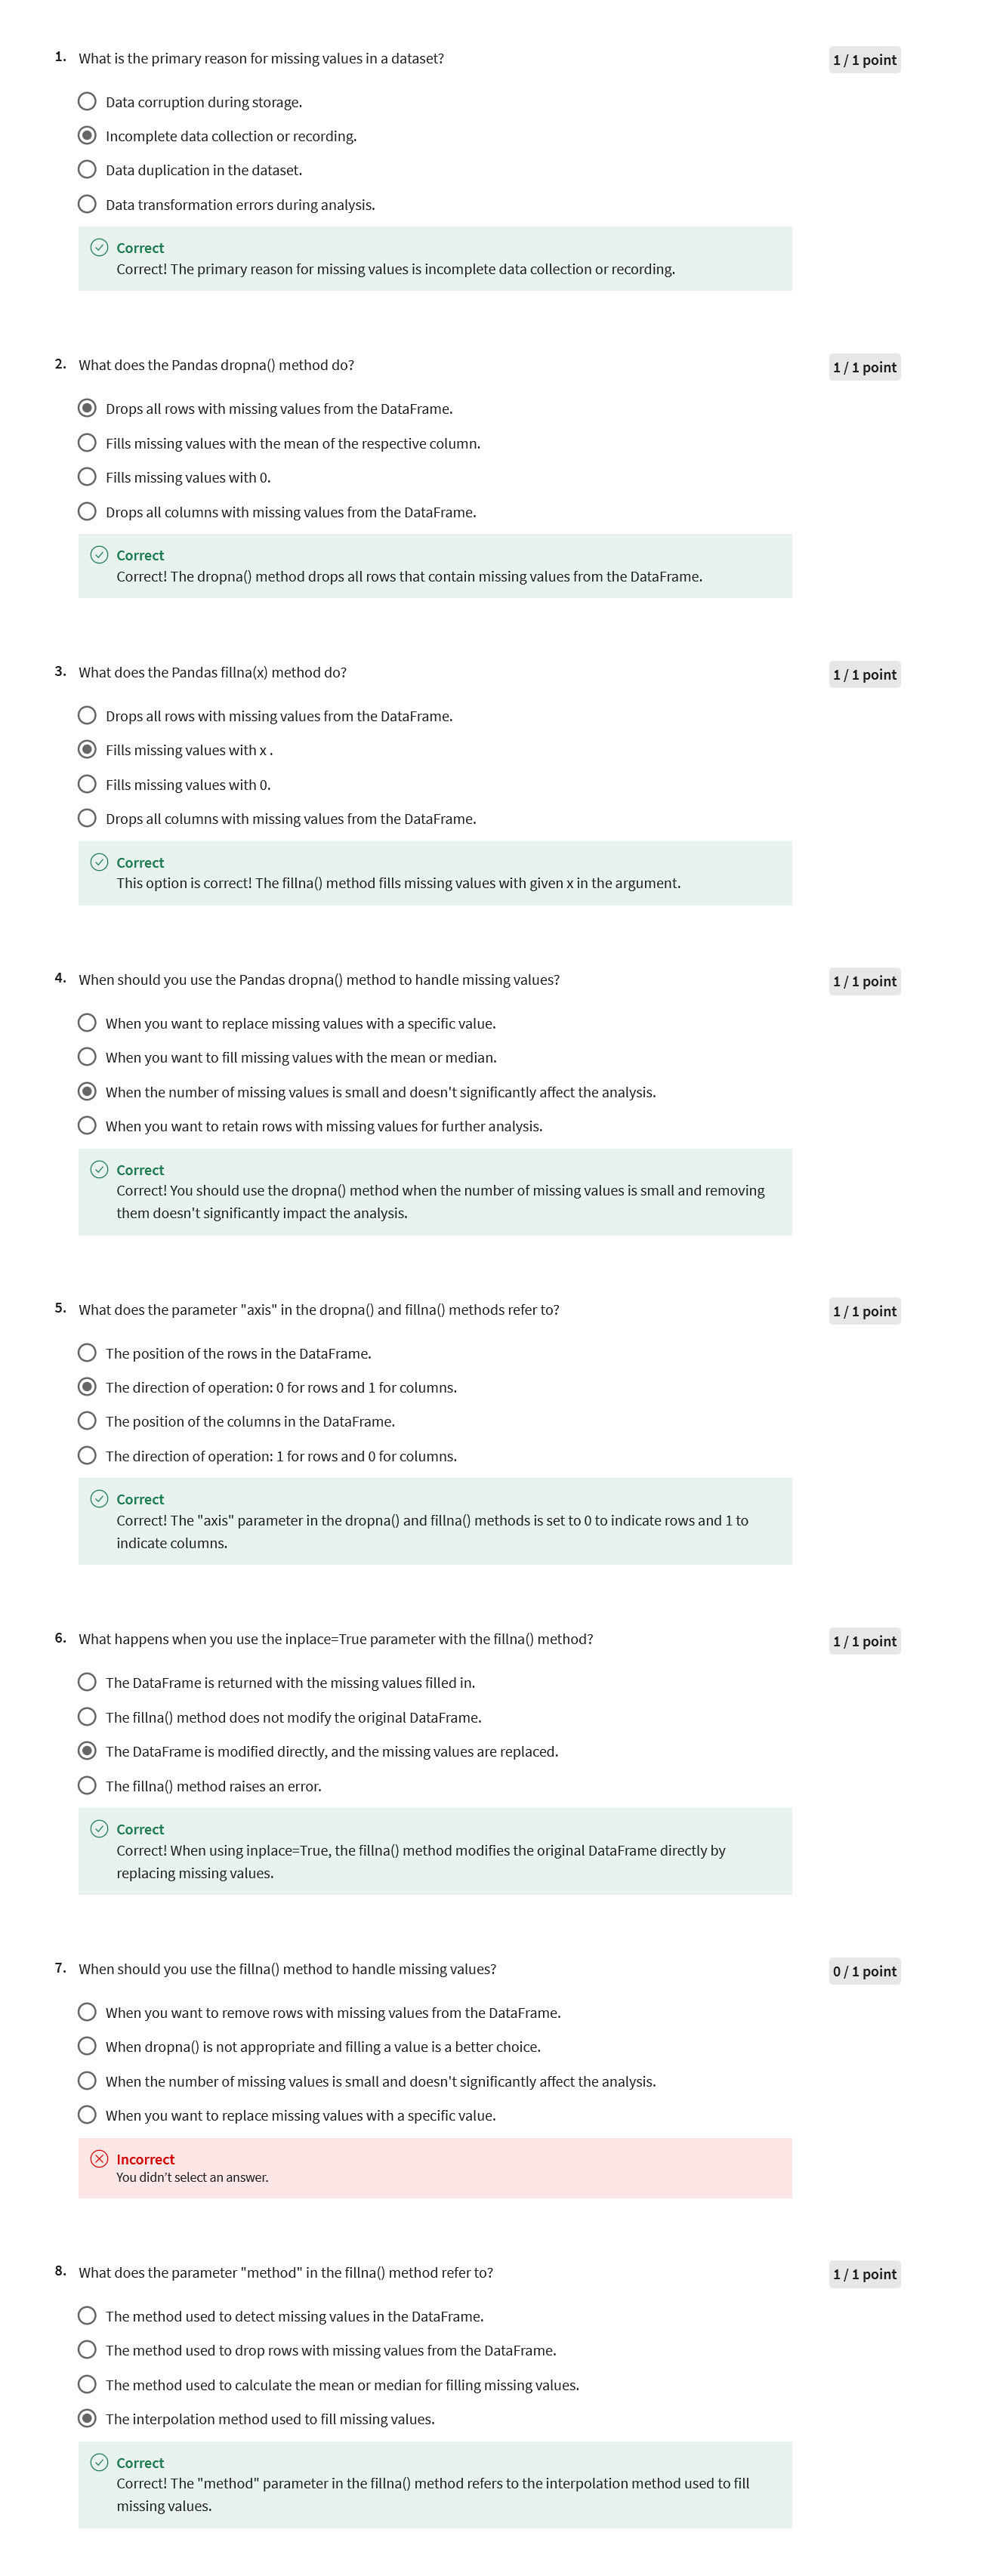 1. What is the primary reason for missing values in a dataset? 1 / 1 point
Data corruption during storage.
Incomplete data collection or recording.
Data duplication in the dataset.
Data transformation errors during analysis.
Correct
Correct! The primary reason for missing values is incomplete data collection or recording.
2. What does the Pandas dropna() method do? 1 / 1 point
Drops all rows with missing values from the DataFrame.
Fills missing values with the mean of the respective column.
Fills missing values with 0.
Drops all columns with missing values from the DataFrame.
Correct
Correct! The dropna() method drops all rows that contain missing values from the DataFrame.
3. What does the Pandas fillna(x) method do? 1 / 1 point
Drops all rows with missing values from the DataFrame.
Fills missing values with x .
Fills missing values with 0.
Drops all columns with missing values from the DataFrame.
Correct
This option is correct! The fillna() method fills missing values with given x in the argument.
4. When should you use the Pandas dropna() method to handle missing values? 1 / 1 point
When you want to replace missing values with a specific value.
When you want to fill missing values with the mean or median.
When the number of missing values is small and doesn't significantly affect the analysis.
When you want to retain rows with missing values for further analysis.
Correct
Correct! You should use the dropna() method when the number of missing values is small and removing
them doesn't significantly impact the analysis.
5. What does the parameter "axis" in the dropna() and fillna() methods refer to? 1 / 1 point
The position of the rows in the DataFrame.
The direction of operation: 0 for rows and 1 for columns.
The position of the columns in the DataFrame.
The direction of operation: 1 for rows and 0 for columns.
Correct
Correct! The "axis" parameter in the dropna() and fillna() methods is set to 0 to indicate rows and 1 to
indicate columns.
6. What happens when you use the inplace=True parameter with the fillna() method? 1 / 1 point
The DataFrame is returned with the missing values filled in.
The fillna() method does not modify the original DataFrame.
The DataFrame is modified directly, and the missing values are replaced.
The fillna() method raises an error.
Correct
Correct! When using inplace=True, the fillna() method modifies the original DataFrame directly by
replacing missing values.
7. When should you use the fillna() method to handle missing values? 0 / 1 point
When you want to remove rows with missing values from the DataFrame.
When dropna() is not appropriate and filling a value is a better choice.
When the number of missing values is small and doesn't significantly affect the analysis.
When you want to replace missing values with a specific value.
Incorrect
You didn’t select an answer.
8. What does the parameter "method" in the fillna() method refer to? 1 / 1 point
The method used to detect missing values in the DataFrame.
The method used to drop rows with missing values from the DataFrame.
The method used to calculate the mean or median for filling missing values.
The interpolation method used to fill missing values.
Correct
Correct! The "method" parameter in the fillna() method refers to the interpolation method used to fill
missing values.